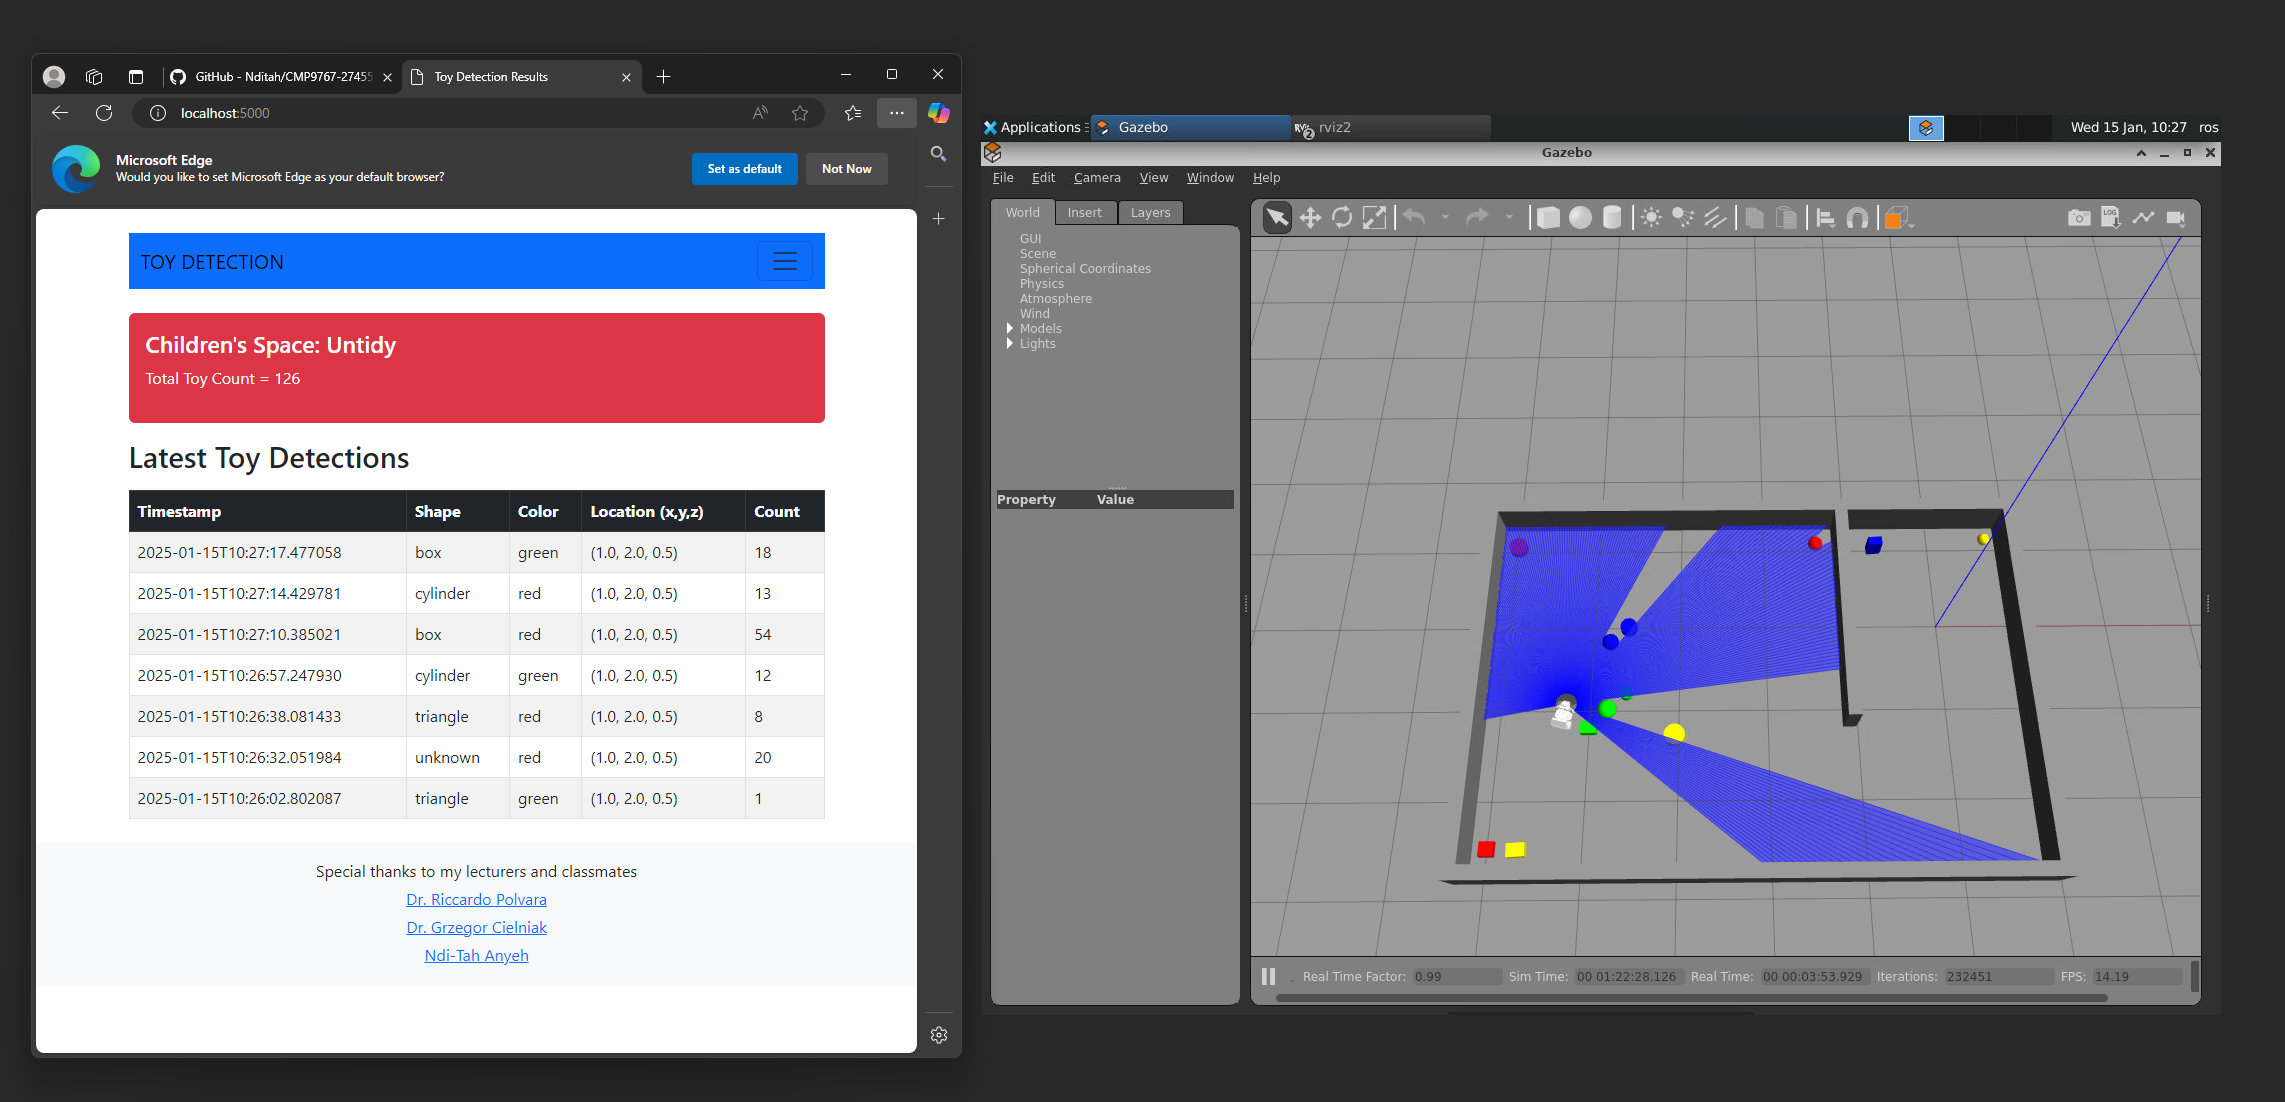 GitHub - Nditah/CMP9767-27455
Toy Detection Results
localhost:5000
Microsoft Edge
Would you like to set Microsoft Edge as your default browser?
Set as default
Not Now
TOY DETECTION
Children's Space: Untidy
Total Toy Count = 126
Latest Toy Detections
Timestamp Shape Color Location (x,y,z) Count
2025-01-15T10:27:17.477058 box green (1.0, 2.0, 0.5) 18
2025-01-15T10:27:14.429781 cylinder red (1.0, 2.0, 0.5) 13
2025-01-15T10:27:10.385021 box red (1.0, 2.0, 0.5) 54
2025-01-15T10:26:57.247930 cylinder green (1.0, 2.0, 0.5) 12
2025-01-15T10:26:38.081433 triangle red (1.0, 2.0, 0.5) 8
2025-01-15T10:26:32.051984 unknown red (1.0, 2.0, 0.5) 20
2025-01-15T10:26:02.802087 triangle green (1.0, 2.0, 0.5) 1
Special thanks to my lecturers and classmates
Dr. Riccardo Polvara
Dr. Grzegor Cielniak
Ndi-Tah Anyeh
Applications Gazebo RViz2 rviz2 Wed 15 Jan, 10:27 ros
Gazebo
File Edit Camera View Window Help
World Insert Layers
LOG
GUI
Scene
Spherical Coordinates
Physics
Atmosphere
Wind
Models
Lights
Property Value
Real Time Factor: 0.99 Sim Time: 00 01:22:28.126 Real Time: 00 00:03:53.929 Iterations: 232451 FPS: 14.19